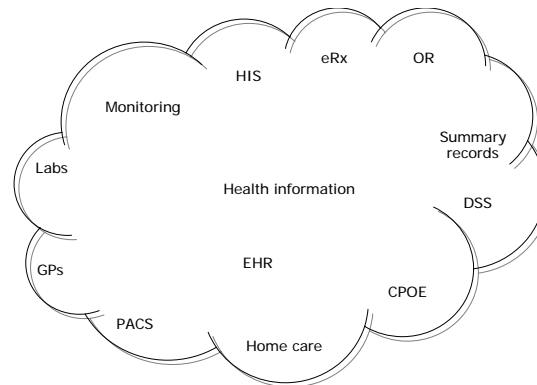 eRx
OR
HIS
Monitoring
Summary
records
Labs
Health information
DSS
EHR
GPs
CPOE
PACS
Home care